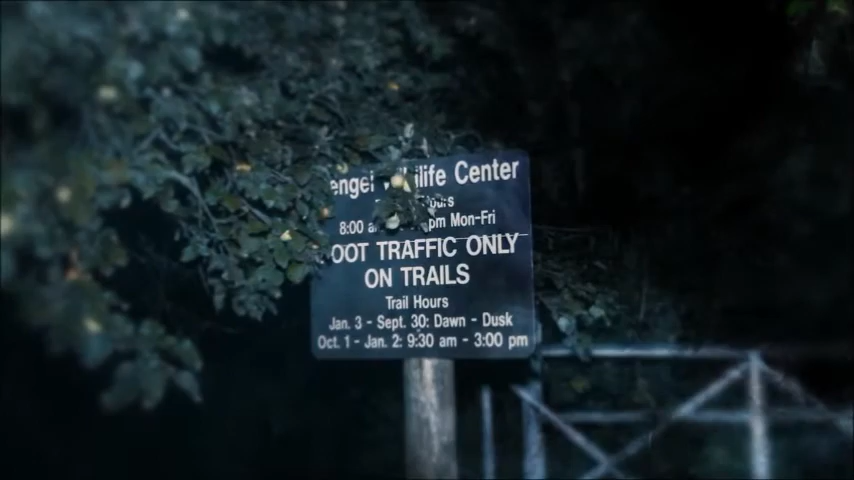 Center
8:00 pm Mon-Fri
TRAFFIC ONLY
ON TRAILS
Trail Hours
Jan. 3 - Sept. 30: Dawn - Dusk
Oct. 1 - Jan. 2: 9:30 am - 3:00 pm